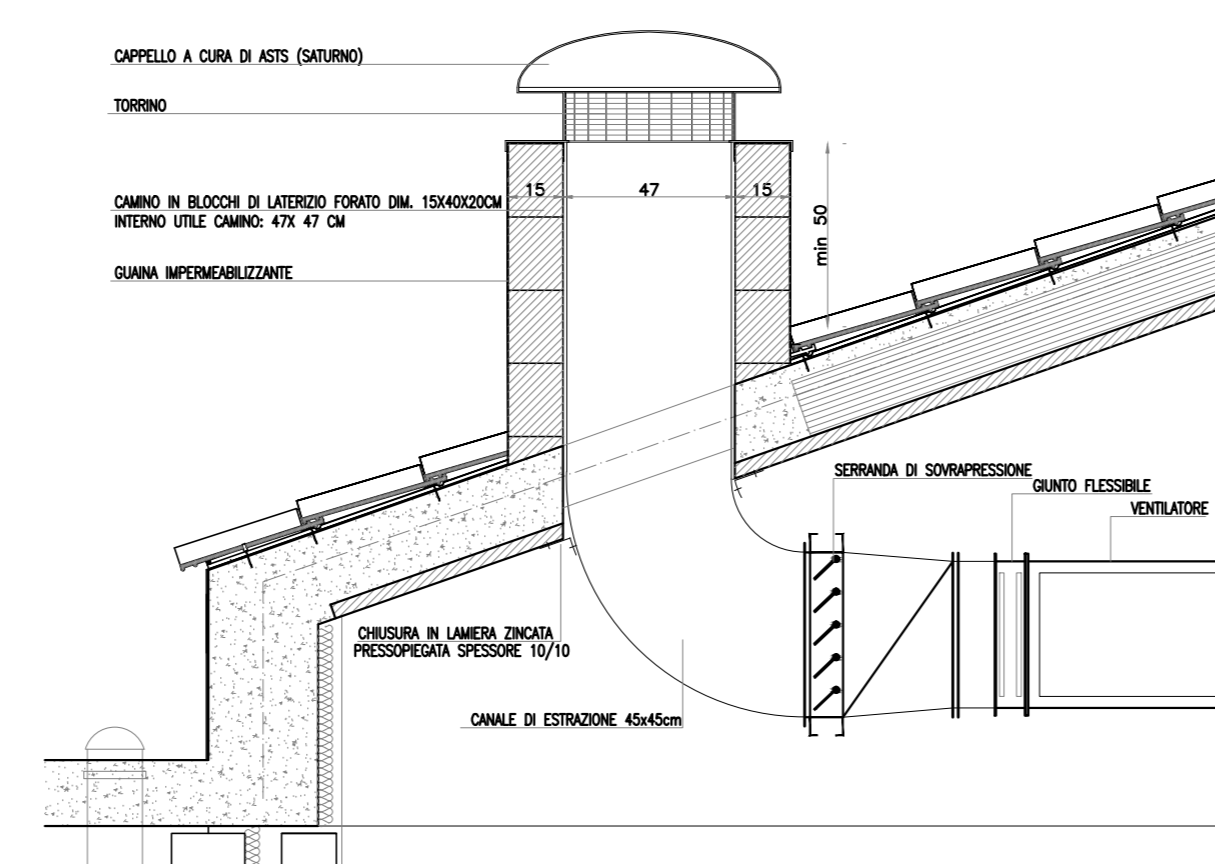 CAPPELLO A CURA DI ASTS (SATURNO)
TORRINO
CAMINO IN BLOCCHI DI LATERIZIO FORATO DIM. 15X40X20CM
INTERNO UTILE CAMINO: 47X 47 CM
15
47
15
min 50
GUAINA IMPERMEABILIZZANTE
SERRANDA DI SOVRAPRESSIONE
GIUNTO FLESSIBILE
VENTILATORE
CHIUSURA IN LAMIERA ZINCATA
PRESSOPIEGATA SPESSORE 10/10
CANALE DI ESTRAZIONE 45x45cm